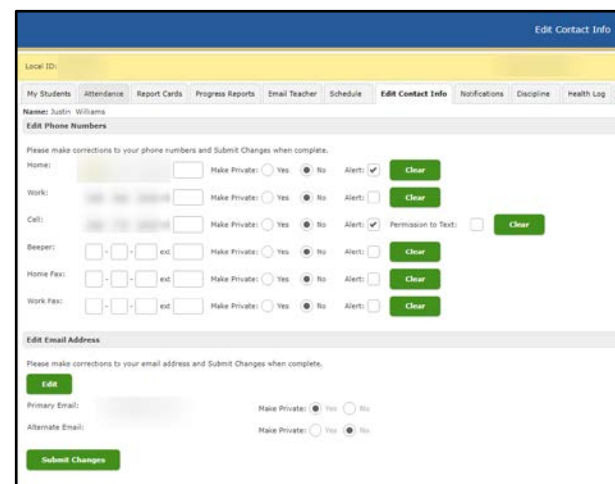 Edit Contact Info
Local ID:
My Students Attendance Report Cards Progress Reports Email Teacher Schedule Edit Contact Info Notifications Discipline Health Log
Name: Justin Williams
Edit Phone Numbers
Please make corrections to your phone numbers and Submit Changes when complete.
Home: Make Private: Yes No Alert: Clear
Work: Make Private: Yes No Alert: Clear
Cell: Make Private: Yes No Alert: Permission to Text: Clear
Beeper: - - ext Make Private: Yes No Alert: Clear
Home Fax: - - ext Make Private: Yes No Alert: Clear
Work Fax: - - ext Make Private: Yes No Alert: Clear
Edit Email Address
Please make corrections to your email address and Submit Changes when complete.
Edit
Primary Email: Make Private: Yes No
Alternate Email: Make Private: Yes No
Submit Changes